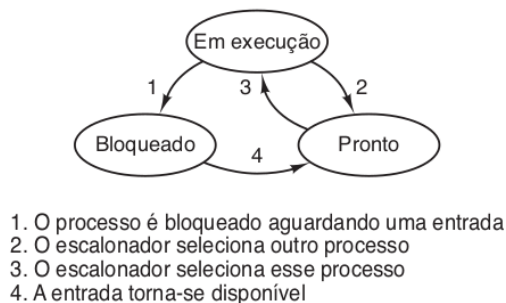 Em execução
1
3
2
Bloqueado
Pronto
4
1. O processo é bloqueado aguardando uma entrada
2. O escalonador seleciona outro processo
3. O escalonador seleciona esse processo
4. A entrada torna-se disponível